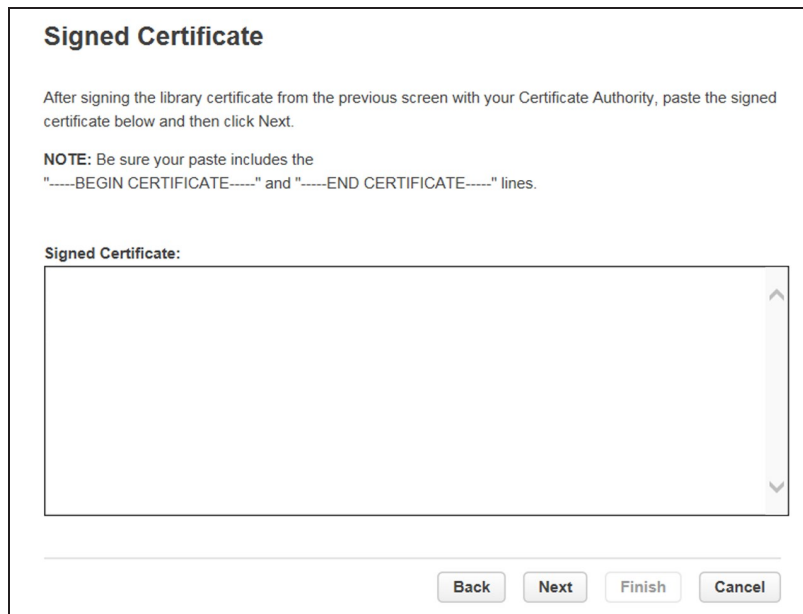 Signed Certificate
After signing the library certificate from the previous screen with your Certificate Authority, paste the signed
certificate below and then click Next.
NOTE: Be sure your paste includes the
"-----BEGIN CERTIFICATE-----" and "-----END CERTIFICATE-----" lines.
Signed Certificate:
Back Next Finish Cancel